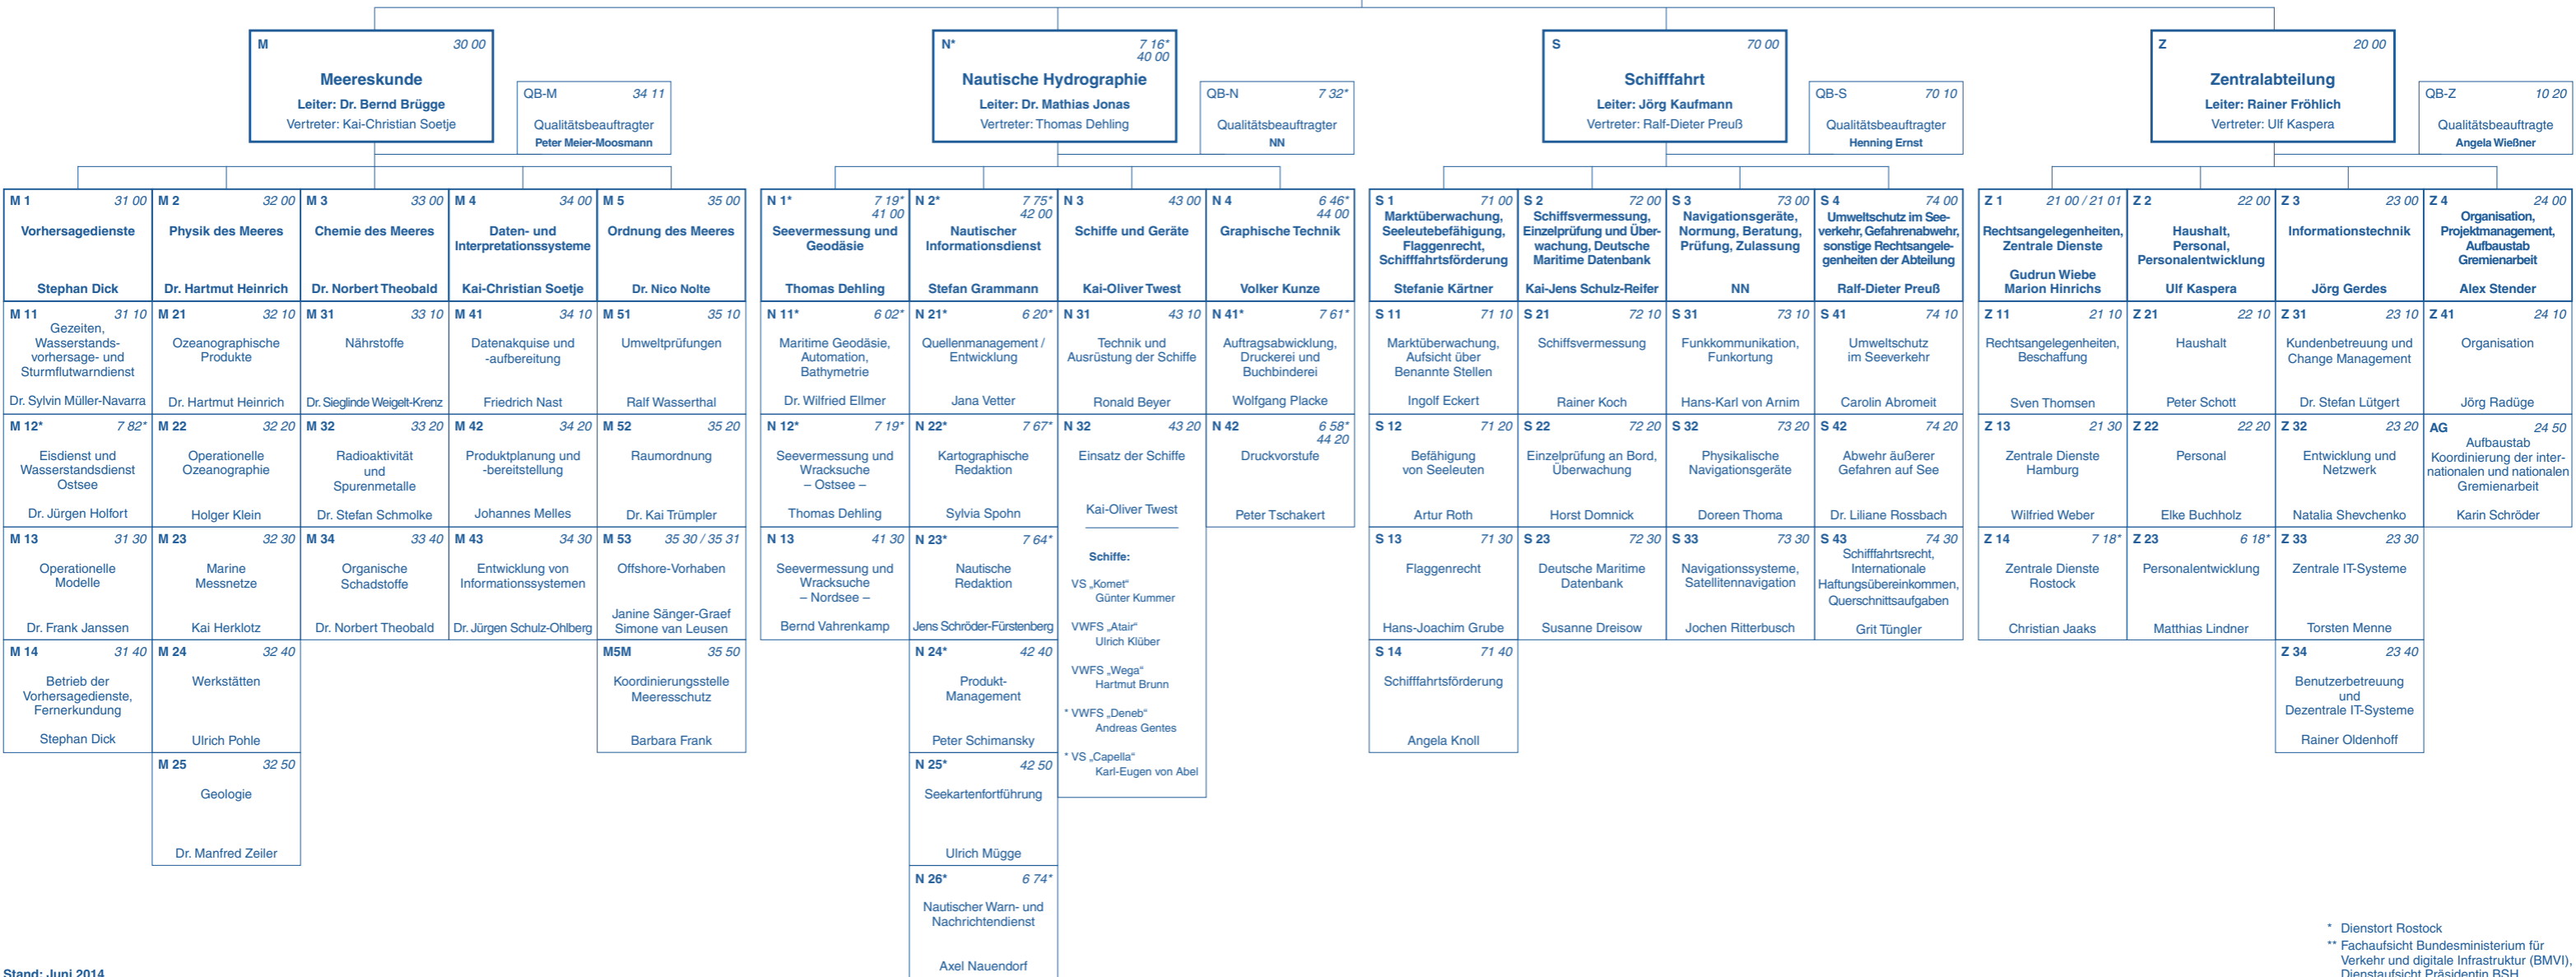 M 30 00
Meereskunde
Leiter: Dr. Bernd Brügge
Vertreter: Kai-Christian Soetje
QB-M 34 11
Qualitätsbeauftragter
Peter Meier-Moosmann
N* 7 16*
40 00
Nautische Hydrographie
Leiter: Dr. Mathias Jonas
Vertreter: Thomas Dehling
QB-N 7 32*
Qualitätsbeauftragter
NN
S 70 00
Schifffahrt
Leiter: Jörg Kaufmann
Vertreter: Ralf-Dieter Preuß
QB-S 70 10
Qualitätsbeauftragter
Henning Ernst
Z 20 00
Zentralabteilung
Leiter: Rainer Fröhlich
Vertreter: Ulf Kaspera
QB-Z 10 20
Qualitätsbeauftragte
Angela Wießner
M 1 31 00
Vorhersagedienste
Stephan Dick
M 11 31 10
Gezeiten,
Wasserstands-
vorhersage- und
Sturmflutwarndienst
Dr. Sylvin Müller-Navarra
M 12* 7 82*
Eisdienst und
Wasserstandsdienst
Ostsee
Dr. Jürgen Holfort
M 13 31 30
Operationelle
Modelle
Dr. Frank Janssen
M 14 31 40
Betrieb der
Vorhersagedienste,
Fernerkundung
Stephan Dick
M 2 32 00
Physik des Meeres
Dr. Hartmut Heinrich
M 21 32 10
Ozeanographische
Produkte
Dr. Hartmut Heinrich
M 22 32 20
Operationelle
Ozeanographie
Holger Klein
M 23 32 30
Marine
Messnetze
Kai Herklotz
M 24 32 40
Werkstätten
Ulrich Pohle
M 25 32 50
Geologie
Dr. Manfred Zeiler
M 3 33 00
Chemie des Meeres
Dr. Norbert Theobald
M 31 33 10
Nährstoffe
Dr. Sieglinde Weigelt-Krenz
M 32 33 20
Radioaktivität
und
Spurenmetalle
Dr. Stefan Schmolke
M 34 33 40
Organische
Schadstoffe
Dr. Norbert Theobald
M 4 34 00
Daten- und
Interpretationssysteme
Kai-Christian Soetje
M 41 34 10
Datenakquise und
-aufbereitung
Friedrich Nast
M 42 34 20
Produktplanung und
-bereitstellung
Johannes Melles
M 43 34 30
Entwicklung von
Informationssystemen
Dr. Jürgen Schulz-Ohlberg
M 5 35 00
Ordnung des Meeres
Dr. Nico Nolte
M 51 35 10
Umweltprüfungen
Ralf Wasserthal
M 52 35 20
Raumordnung
Dr. Kai Trümpler
M 53 35 30 / 35 31
Offshore-Vorhaben
Janine Sänger-Graef
Simone van Leusen
M5M 35 50
Koordinierungsstelle
Meeresschutz
Barbara Frank
N 1* 7 19*
41 00
Seevermessung und
Geodäsie
Thomas Dehling
N 11* 6 02*
Maritime Geodäsie,
Automation,
Bathymetrie
Dr. Wilfried Ellmer
N 12* 7 19*
Seevermessung und
Wracksuche
– Ostsee –
Thomas Dehling
N 13 41 30
Seevermessung und
Wracksuche
– Nordsee –
Bernd Vahrenkamp
N 2* 7 75*
42 00
Nautischer
Informationsdienst
Stefan Grammann
N 21* 6 20*
Quellenmanagement /
Entwicklung
Jana Vetter
N 22* 7 67*
Kartographische
Redaktion
Sylvia Spohn
N 23* 7 64*
Nautische
Redaktion
Jens Schröder-Fürstenberg
N 24* 42 40
Produkt-
Management
Peter Schimansky
N 25* 42 50
Seekartenfortführung
Ulrich Mügge
N 26* 6 74*
Nautischer Warn- und
Nachrichtendienst
Axel Nauendorf
N 3 43 00
Schiffe und Geräte
Kai-Oliver Twest
N 31 43 10
Technik und
Ausrüstung der Schiffe
Ronald Beyer
N 32 43 20
Einsatz der Schiffe
Kai-Oliver Twest
Schiffe:
VS „Komet“
Günter Kummer
VWFS „Atair“
Ulrich Klüber
VWFS „Wega“
Hartmut Brunn
* VWFS „Deneb“
Andreas Gentes
* VS „Capella“
Karl-Eugen von Abel
N 4 6 46*
44 00
Graphische Technik
Volker Kunze
N 41* 7 61*
Auftragsabwicklung,
Druckerei und
Buchbinderei
Wolfgang Placke
N 42 6 58*
44 20
Druckvorstufe
Peter Tschakert
S 1 71 00
Marktüberwachung,
Seeleutebefähigung,
Flaggenrecht,
Schifffahrtsförderung
Stefanie Kärtner
S 11 71 10
Marktüberwachung,
Aufsicht über
Benannte Stellen
Ingolf Eckert
S 12 71 20
Befähigung
von Seeleuten
Artur Roth
S 13 71 30
Flaggenrecht
Hans-Joachim Grube
S 14 71 40
Schifffahrtsförderung
Angela Knoll
S 2 72 00
Schiffsvermessung,
Einzelprüfung und Über-
wachung, Deutsche
Maritime Datenbank
Kai-Jens Schulz-Reifer
S 21 72 10
Schiffsvermessung
Rainer Koch
S 22 72 20
Einzelprüfung an Bord,
Überwachung
Horst Domnick
S 23 72 30
Deutsche Maritime
Datenbank
Susanne Dreisow
S 3 73 00
Navigationsgeräte,
Normung, Beratung,
Prüfung, Zulassung
NN
S 31 73 10
Funkkommunikation,
Funkortung
Hans-Karl von Arnim
S 32 73 20
Physikalische
Navigationsgeräte
Doreen Thoma
S 33 73 30
Navigationssysteme,
Satellitennavigation
Jochen Ritterbusch
S 4 74 00
Umweltschutz im See-
verkehr, Gefahrenabwehr,
sonstige Rechtsangele-
genheiten der Abteilung
Ralf-Dieter Preuß
S 41 74 10
Umweltschutz
im Seeverkehr
Carolin Abromeit
S 42 74 20
Abwehr äußerer
Gefahren auf See
Dr. Liliane Rossbach
S 43 74 30
Schifffahrtsrecht,
Internationale
Haftungsübereinkommen,
Querschnittsaufgaben
Grit Tüngler
Z 1 21 00 / 21 01
Rechtsangelegenheiten,
Zentrale Dienste
Gudrun Wiebe
Marion Hinrichs
Z 11 21 10
Rechtsangelegenheiten,
Beschaffung
Sven Thomsen
Z 13 21 30
Zentrale Dienste
Hamburg
Wilfried Weber
Z 14 7 18*
Zentrale Dienste
Rostock
Christian Jaaks
Z 2 22 00
Haushalt,
Personal,
Personalentwicklung
Ulf Kaspera
Z 21 22 10
Haushalt
Peter Schott
Z 22 22 20
Personal
Elke Buchholz
Z 23 6 18*
Personalentwicklung
Matthias Lindner
Z 3 23 00
Informationstechnik
Jörg Gerdes
Z 31 23 10
Kundenbetreuung und
Change Management
Dr. Stefan Lütgert
Z 32 23 20
Entwicklung und
Netzwerk
Natalia Shevchenko
Z 33 23 30
Zentrale IT-Systeme
Torsten Menne
Z 34 23 40
Benutzerbetreuung
und
Dezentrale IT-Systeme
Rainer Oldenhoff
Z 4 24 00
Organisation,
Projektmanagement,
Aufbaustab
Gremienarbeit
Alex Stender
Z 41 24 10
Organisation
Jörg Radüge
AG 24 50
Aufbaustab
Koordinierung der inter-
nationalen und nationalen
Gremienarbeit
Karin Schröder
* Dienstort Rostock
** Fachaufsicht Bundesministerium für
Verkehr und digitale Infrastruktur (BMVI),
Dienstaufsicht Präsidentin BSH
Stand: Juni 2014